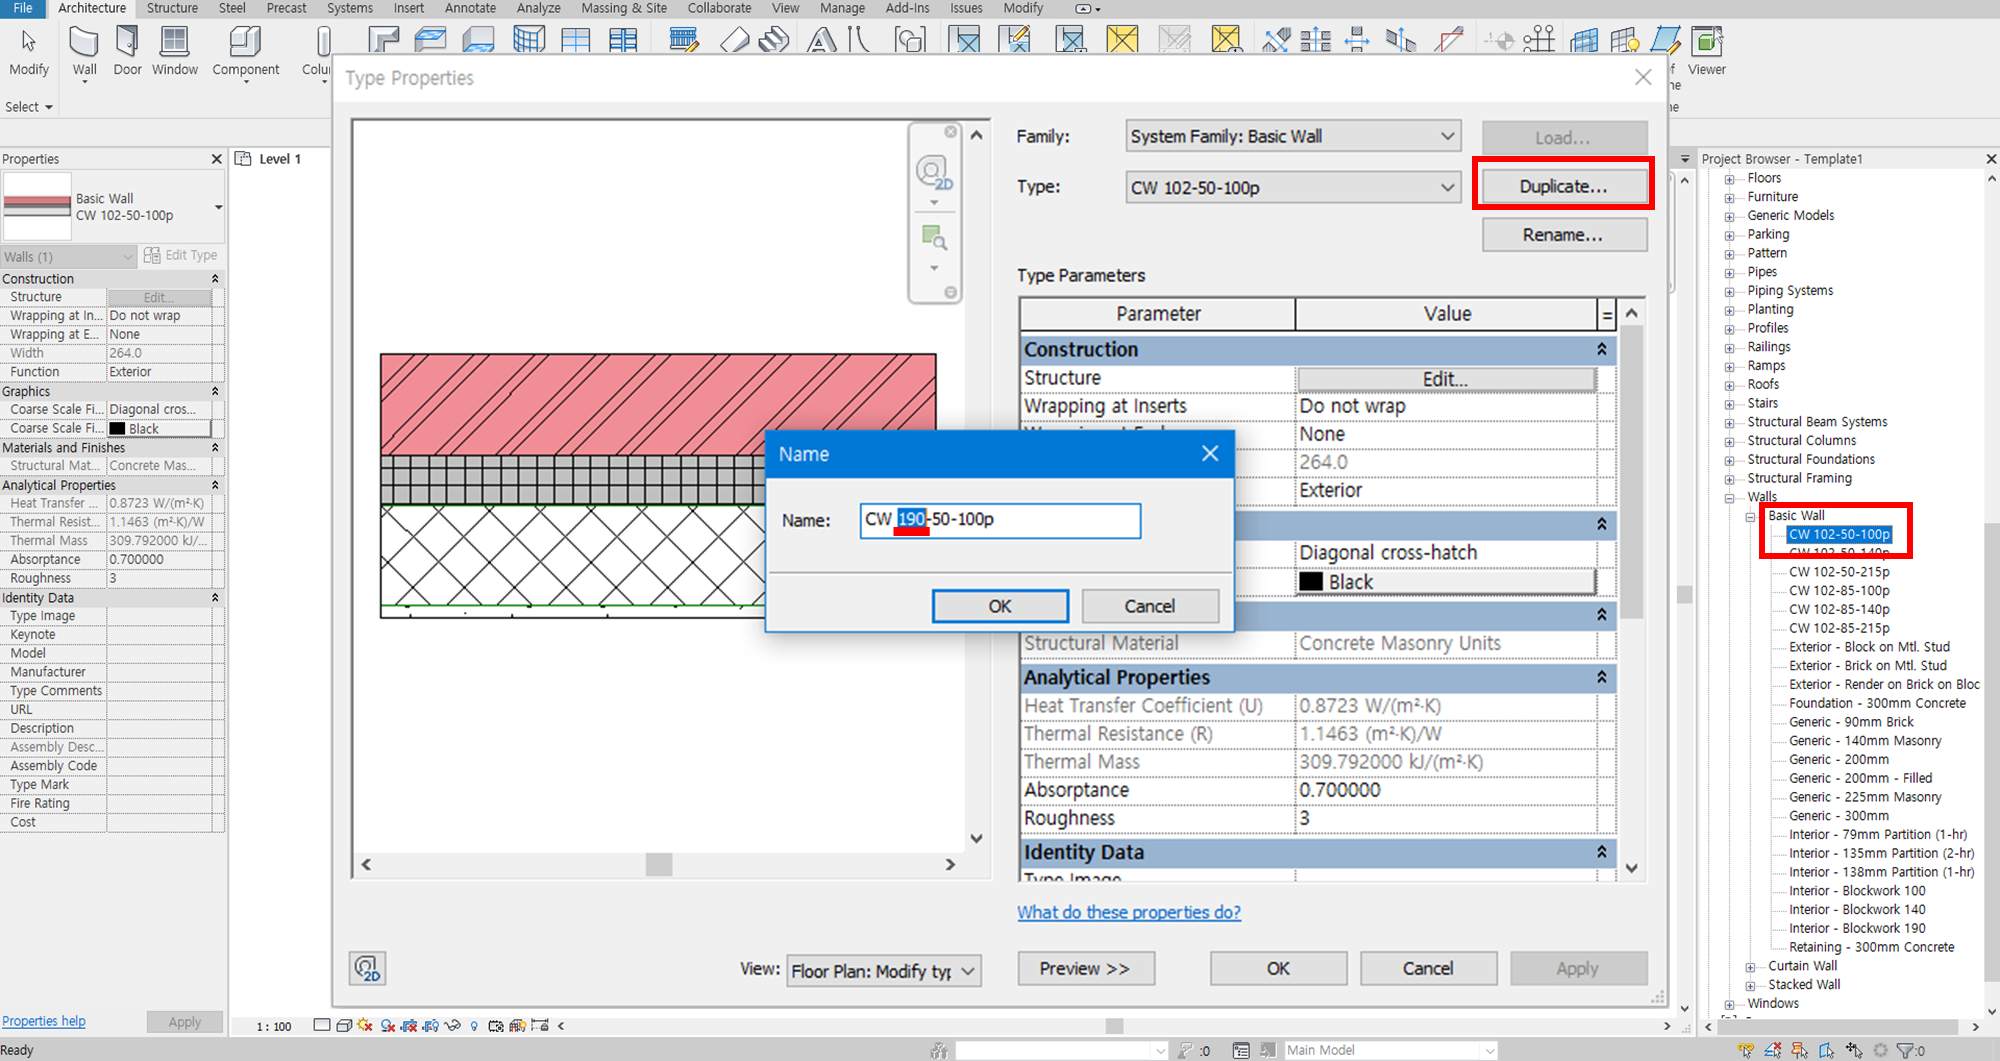 File Architecture Structure Steel Precast Systems Insert Annotate Analyze Massing & Site Collaborate View Manage Add-Ins Issues Modify
Modify Wall Door Window Component Colu Viewer
Select
Type Properties
Properties
Basic Wall
CW 102-50-100p
Walls (1) Edit Type
Construction
Structure Edit...
Wrapping at In... Do not wrap
Wrapping at E... None
Width 264.0
Function Exterior
Graphics
Coarse Scale Fi... Diagonal cros...
Coarse Scale Fi... Black
Materials and Finishes
Structural Mat... Concrete Mas...
Analytical Properties
Heat Transfer ... 0.8723 W/(m²·K)
Thermal Resist... 1.1463 (m²·K)/W
Thermal Mass 309.792000 kJ/...
Absorptance 0.700000
Roughness 3
Identity Data
Type Image
Keynote
Model
Manufacturer
Type Comments
URL
Description
Assembly Desc...
Assembly Code
Type Mark
Fire Rating
Cost
Properties help Apply
Ready
Level 1
2D
Family: System Family: Basic Wall Load...
Type: CW 102-50-100p Duplicate...
Rename...
Type Parameters
Parameter Value =
Construction
Structure Edit...
Wrapping at Inserts Do not wrap
None
264.0
Exterior
Diagonal cross-hatch
Black
Structural Material Concrete Masonry Units
Analytical Properties
Heat Transfer Coefficient (U) 0.8723 W/(m²·K)
Thermal Resistance (R) 1.1463 (m²·K)/W
Thermal Mass 309.792000 kJ/(m²·K)
Absorptance 0.700000
Roughness 3
Identity Data
Type Image
What do these properties do?
2D View: Floor Plan: Modify typ Preview >> OK Cancel Apply
Name
Name: CW 190-50-100p
OK Cancel
1 : 100
:0 Main Model :0
Project Browser - Template1
Floors
Furniture
Generic Models
Parking
Pattern
Pipes
Piping Systems
Planting
Profiles
Railings
Ramps
Roofs
Stairs
Structural Beam Systems
Structural Columns
Structural Foundations
Structural Framing
Walls
Basic Wall
CW 102-50-100p
CW 102-50-140p
CW 102-50-215p
CW 102-85-100p
CW 102-85-140p
CW 102-85-215p
Exterior - Block on Mtl. Stud
Exterior - Brick on Mtl. Stud
Exterior - Render on Brick on Bloc
Foundation - 300mm Concrete
Generic - 90mm Brick
Generic - 140mm Masonry
Generic - 200mm
Generic - 200mm - Filled
Generic - 225mm Masonry
Generic - 300mm
Interior - 79mm Partition (1-hr)
Interior - 135mm Partition (2-hr)
Interior - 138mm Partition (1-hr)
Interior - Blockwork 100
Interior - Blockwork 140
Interior - Blockwork 190
Retaining - 300mm Concrete
Curtain Wall
Stacked Wall
Windows